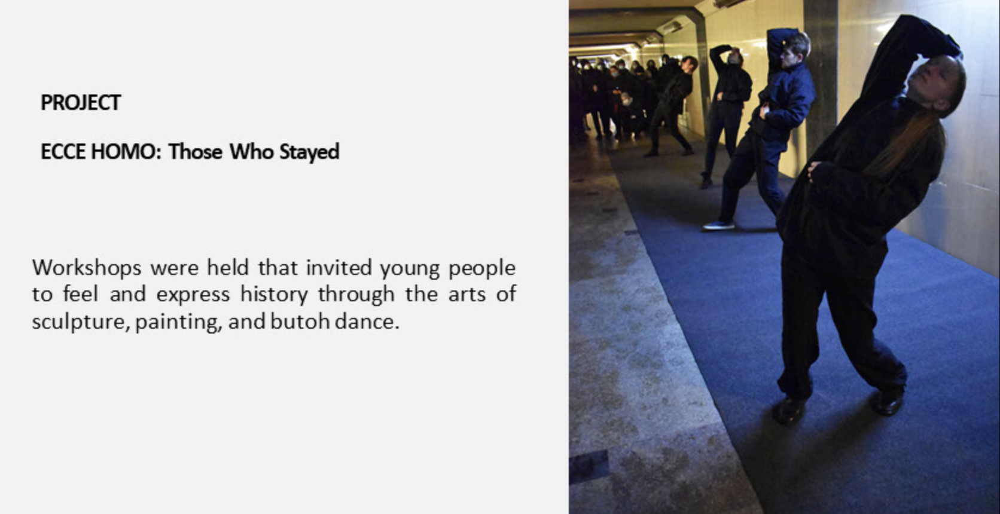 PROJECT
ECCE HOMO: Those Who Stayed
Workshops were held that invited young people
to feel and express history through the arts of
sculpture, painting, and butoh dance.